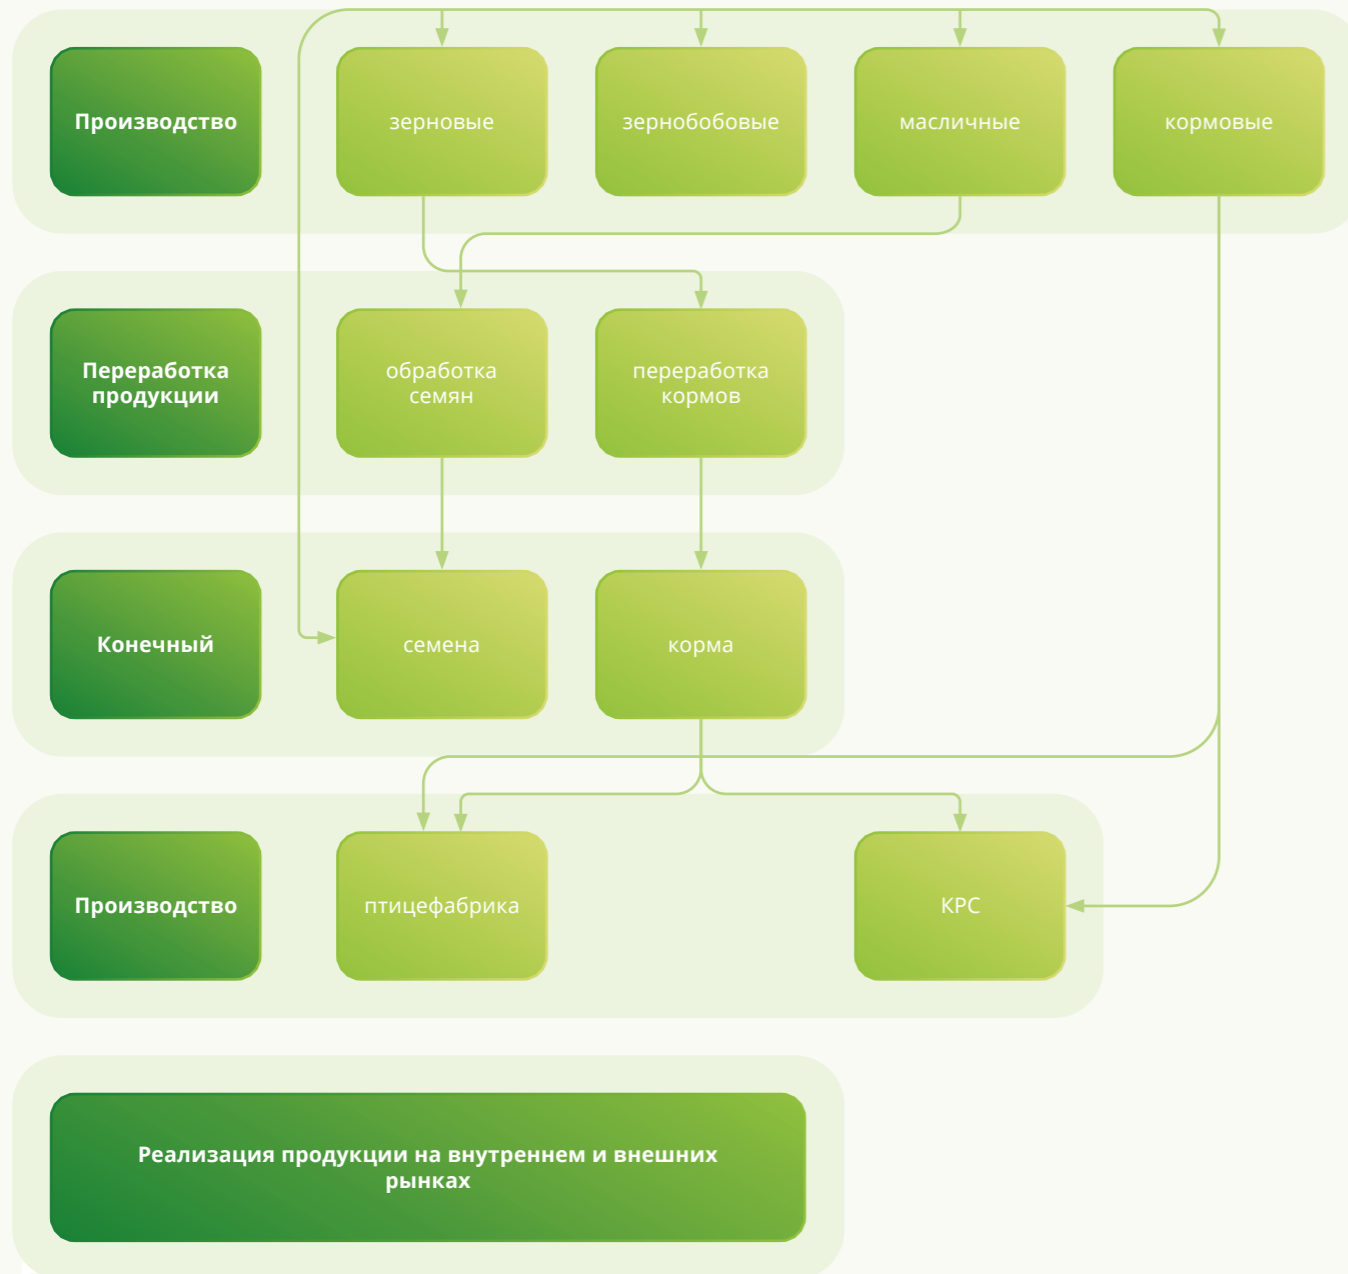 Производство
зерновые
зернобобовые
масличные
кормовые
Переработка
продукции
обработка
семян
переработка
кормов
Конечный
семена
корма
Производство
птицефабрика
КРС
Реализация продукции на внутреннем и внешних
рынках